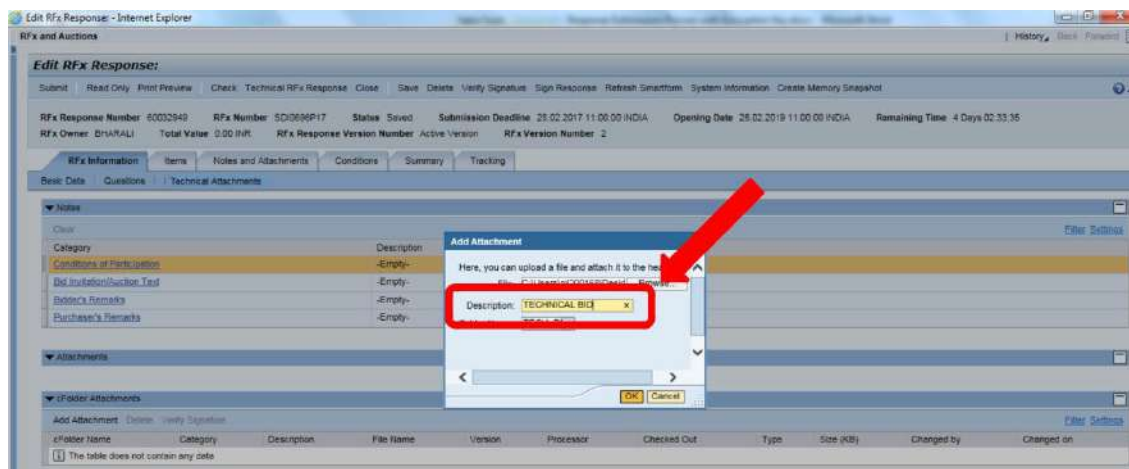 Edit RFx Response: - Internet Explorer
RFx and Auctions
History Back Forward
Edit RFx Response:
Submit Read Only Print Preview Check Technical RFx Response Close Save Delete Verify Signature Sign Response Refresh Smartform System Information Create Memory Snapshot
RFx Response Number 60032949 RFx Number SDI0696P17 Status Saved Submission Deadline 28.02.2017 11:00:00 INDIA Opening Date 28.02.2019 11:00:00 INDIA Remaining Time 4 Days 02:33:35
RFx Owner BHARALI Total Value 0.00 INR RFx Response Version Number Active Version RFx Version Number 2
RFx Information Items Notes and Attachments Conditions Summary Tracking
Basic Data Questions Technical Attachments
Notes
Clear Filter Settings
Category Description
Conditions of Participation -Empty-
Bid Invitation/Auction Text -Empty-
Bidder's Remarks -Empty-
Purchaser's Remarks -Empty-
Add Attachment
Here, you can upload a file and attach it to the
Browse...
Description: TECHNICAL BID x
OK Cancel
Attachments
cFolder Attachments
Add Attachment Delete Verify Signature Filter Settings
cFolder Name Category Description File Name Version Processor Checked Out Type Size (KB) Changed by Changed on
The table does not contain any data